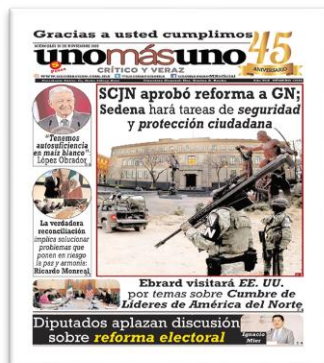 Gracias a usted cumplimos
45
ANIVERSARIO
unomásuno
CRÍTICO Y VERAZ
SCJN aprobó reforma a GN;
Sedena hará tareas de seguridad
y protección ciudadana
"Tenemos
autosuficiencia
en maíz blanco":
López Obrador
La verdadera
reconciliación
implica solucionar
problemas que
ponen en riesgo
la paz y armonía:
Ricardo Monreal
Ebrard visitará EE. UU.
por temas sobre Cumbre de
Líderes de América del Norte
Diputados aplazan discusión
sobre reforma electoral
Ignacio
Mier